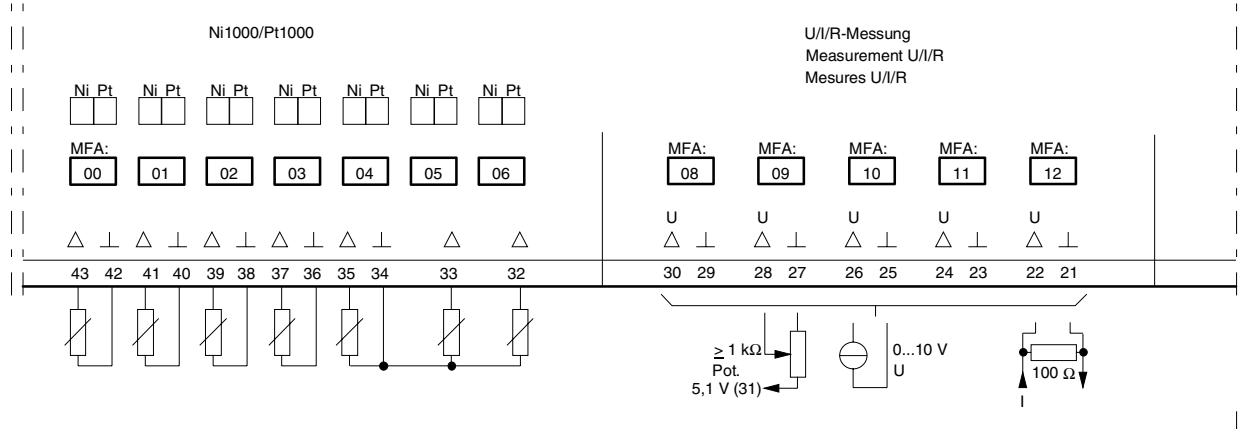 Ni1000/Pt1000
U/I/R-Messung
Measurement U/I/R
Mesures U/I/R
Ni Pt Ni Pt Ni Pt Ni Pt Ni Pt Ni Pt Ni Pt
MFA: MFA: MFA: MFA: MFA: MFA:
00 01 02 03 04 05 06 08 09 10 11 12
U U U U U
43 42 41 40 39 38 37 36 35 34 33 32 30 29 28 27 26 25 24 23 22 21
≥ 1 kΩ
Pot.
5,1 V (31)
0...10 V
U
100 Ω
I